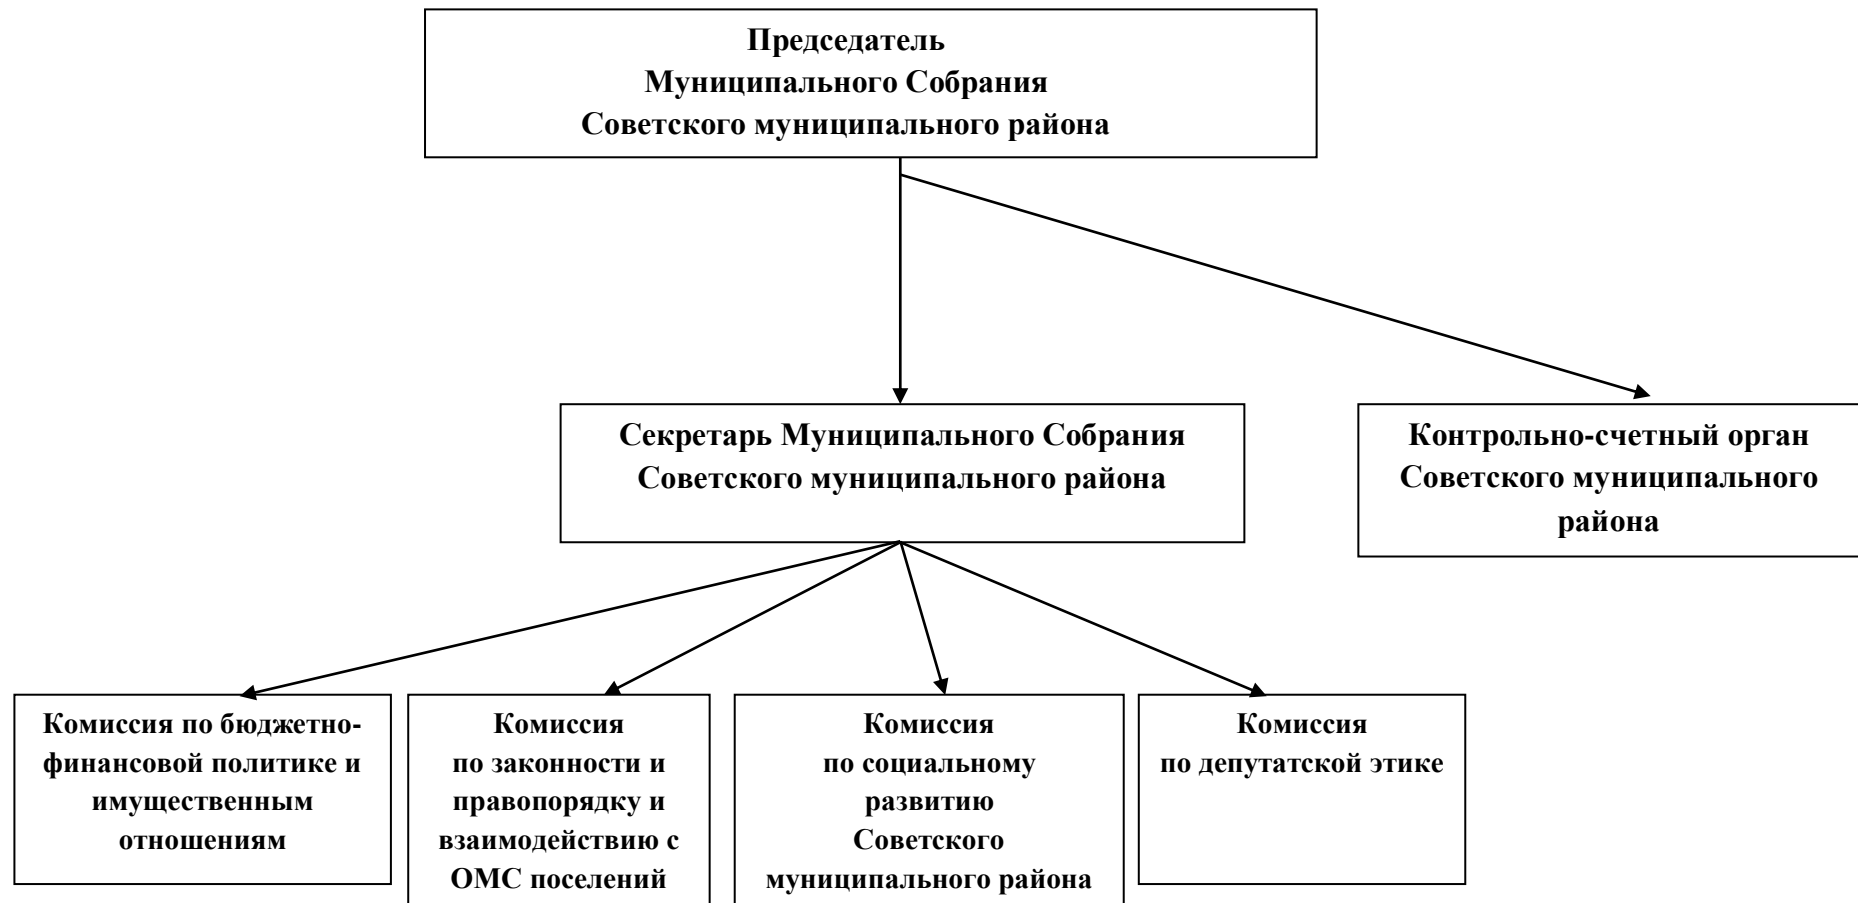 Председатель
Муниципального Собрания
Советского муниципального района
Секретарь Муниципального Собрания
Советского муниципального района
Контрольно-счетный орган
Советского муниципального
района
Комиссия по бюджетно-
финансовой политике и
имущественным
отношениям
Комиссия
по законности и
правопорядку и
взаимодействию с
ОМС поселений
Комиссия
по социальному
развитию
Советского
муниципального района
Комиссия
по депутатской этике